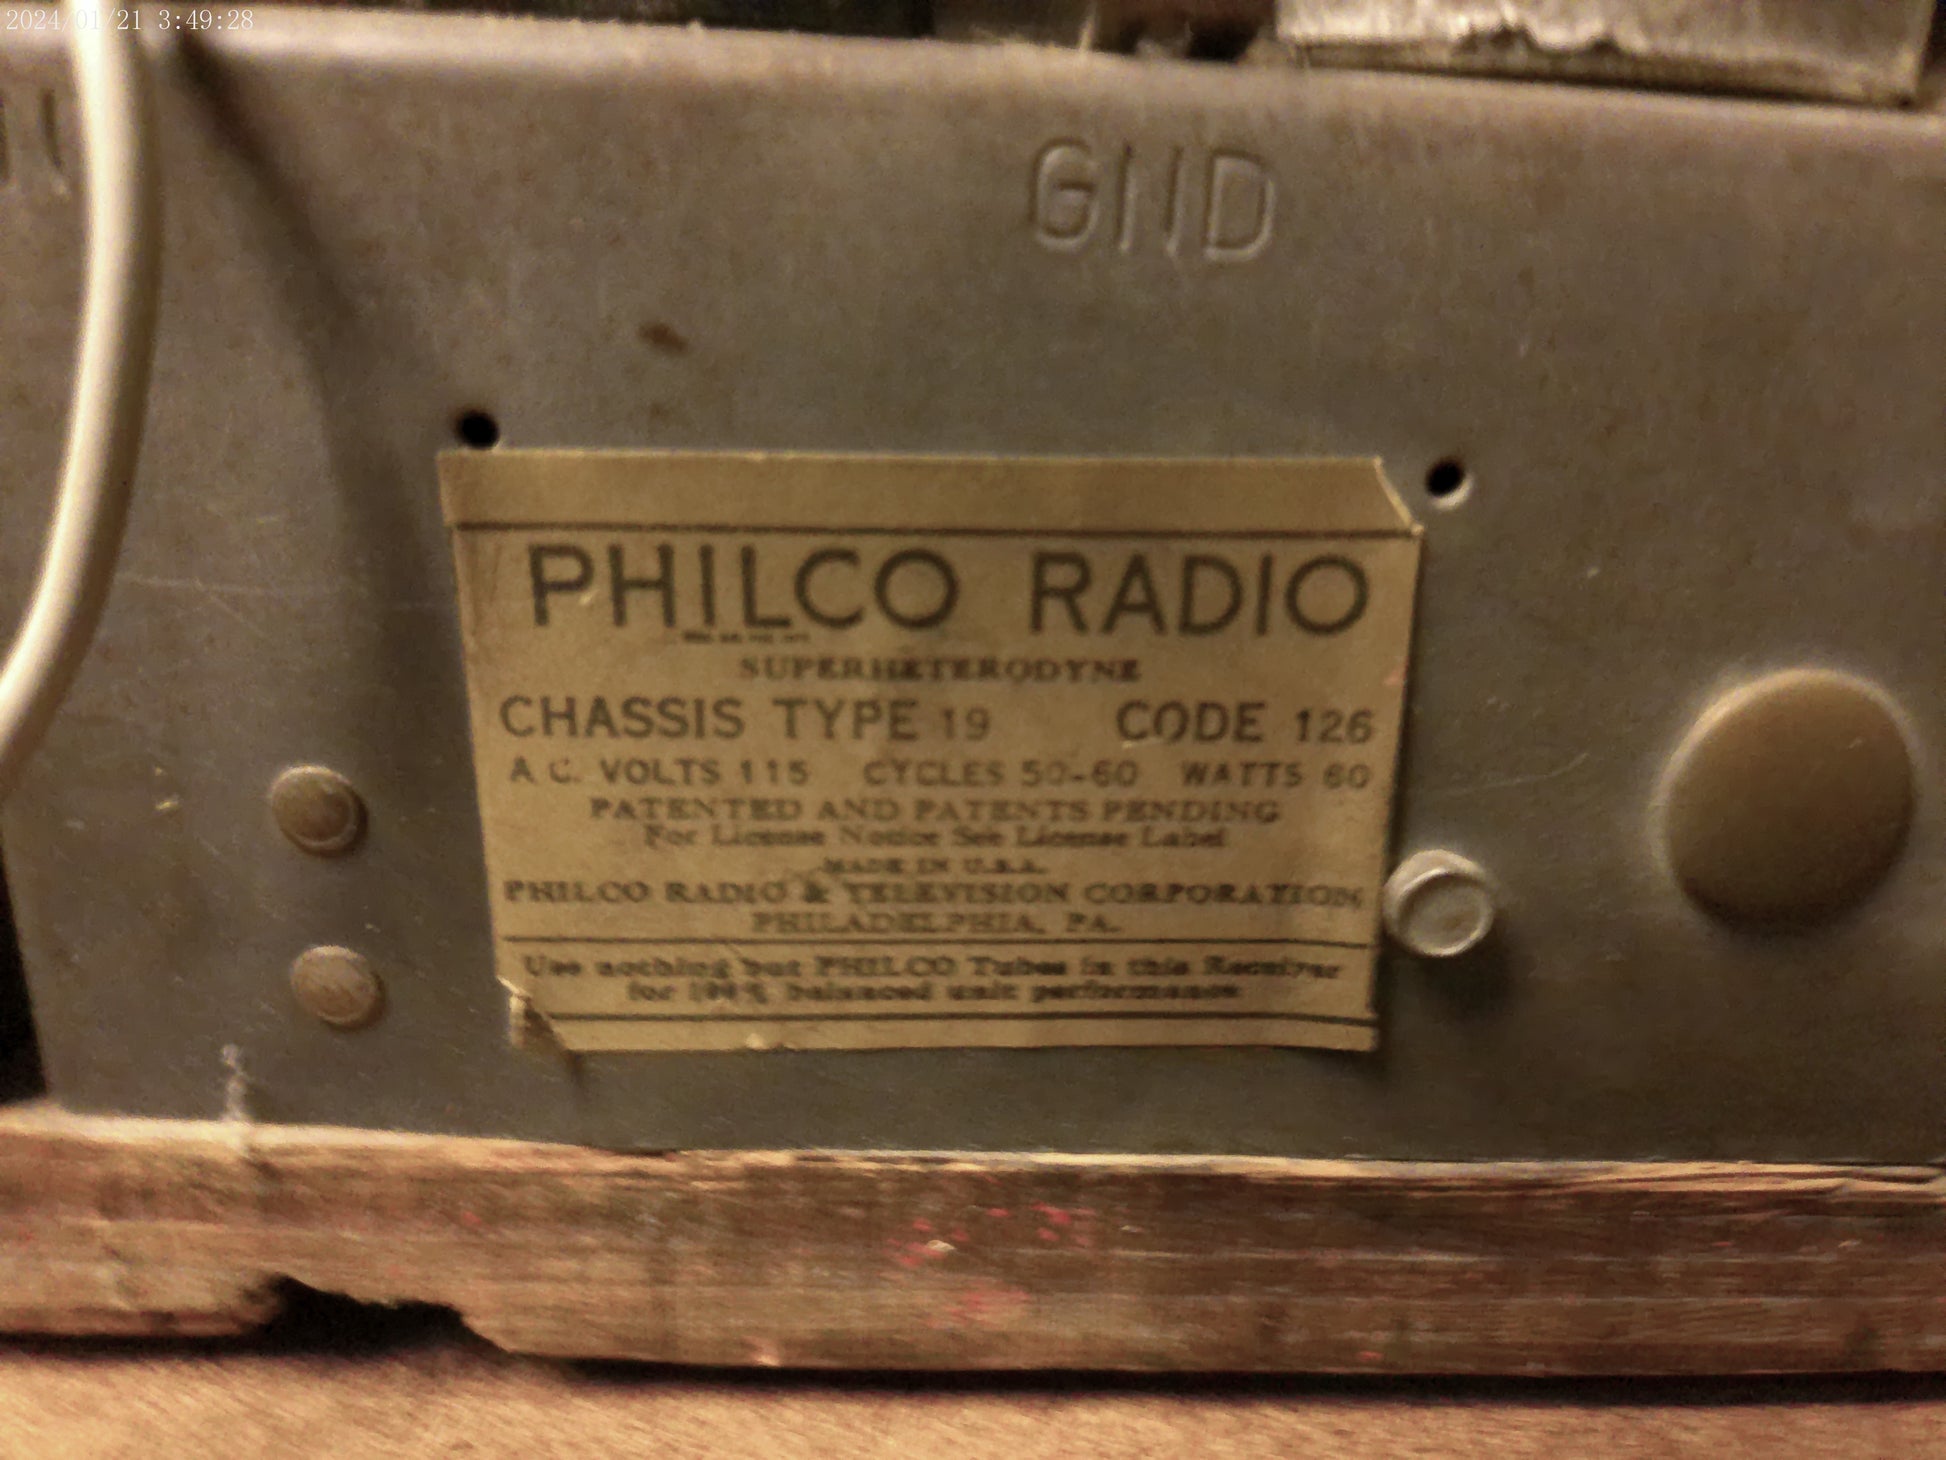 2024/01/21 3:49:28
GND
PHILCO RADIO
SUPERHETERODYNE
CHASSIS TYPE 19 CODE 126
A.C. VOLTS 115 CYCLES 50-60 WATTS 60
PATENTED AND PATENTS PENDING
For License Notice See License Label
MADE IN U.S.A.
PHILCO RADIO & TELEVISION CORPORATION
PHILADELPHIA, PA.
Use nothing but PHILCO Tubes in this Receiver
for 100% balanced unit performance